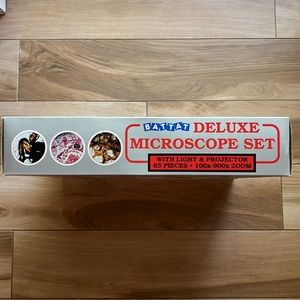 BATTAT DELUXE
MICROSCOPE SET
WITH LIGHT & PROJECTOR
63 PIECES • 100x-900x ZOOM